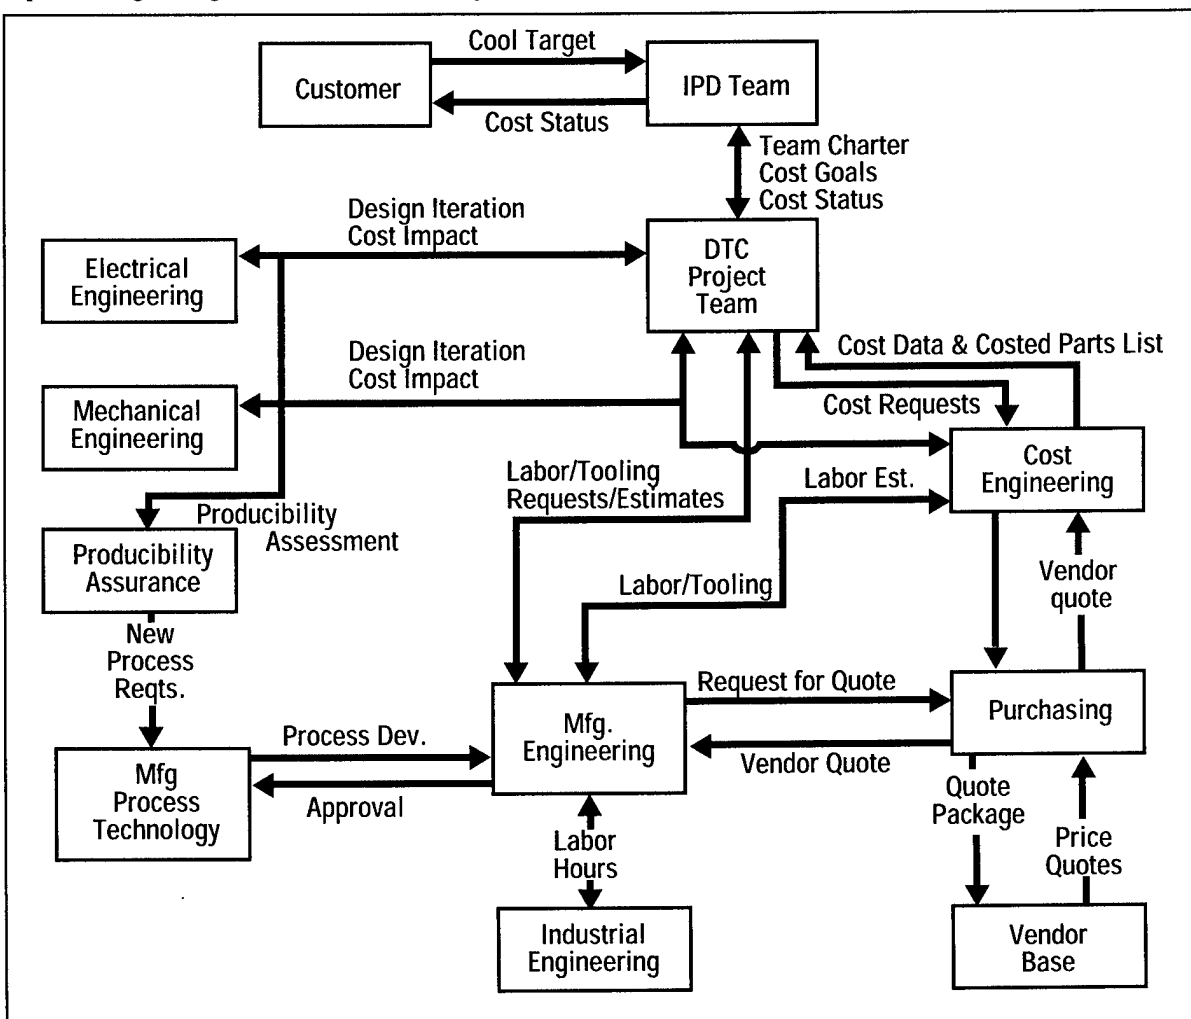 Cool Target
Customer
IPD Team
Cost Status
Team Charter
Cost Goals
Cost Status
Design Iteration
Cost Impact
DTC
Project
Team
Electrical
Engineering
Design Iteration
Cost Impact
Cost Data & Costed Parts List
Cost Requests
Mechanical
Engineering
Cost
Engineering
Labor/Tooling
Requests/Estimates
Labor Est.
Producibility
Assessment
Producibility
Assurance
Vendor
quote
Labor/Tooling
New
Process
Reqts.
Request for Quote
Purchasing
Mfg.
Engineering
Process Dev.
Vendor Quote
Mfg
Process
Technology
Approval
Quote
Package
Labor
Hours
Price
Quotes
Industrial
Engineering
Vendor
Base